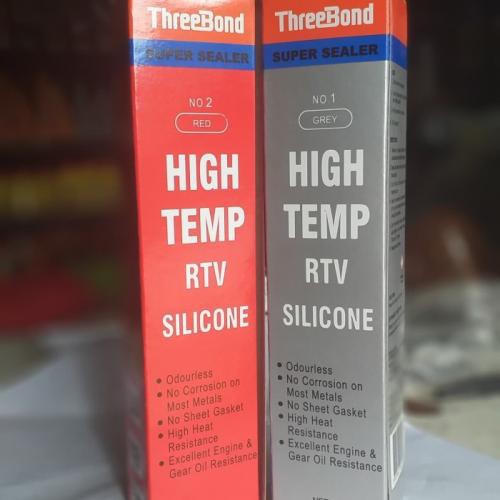 ThreeBond
SUPER SEALER
NO 2
RED
HIGH
TEMP
RTV
SILICONE
• Odourless
• No Corrosion on
Most Metals
• No Sheet Gasket
• High Heat
Resistance
• Excellent Engine &
Gear Oil Resistance
ThreeBond
SUPER SEALER
NO 1
GREY
HIGH
TEMP
RTV
SILICONE
• Odourless
• No Corrosion on
Most Metals
• No Sheet Gasket
• High Heat
Resistance
• Excellent Engine &
Gear Oil Resistance